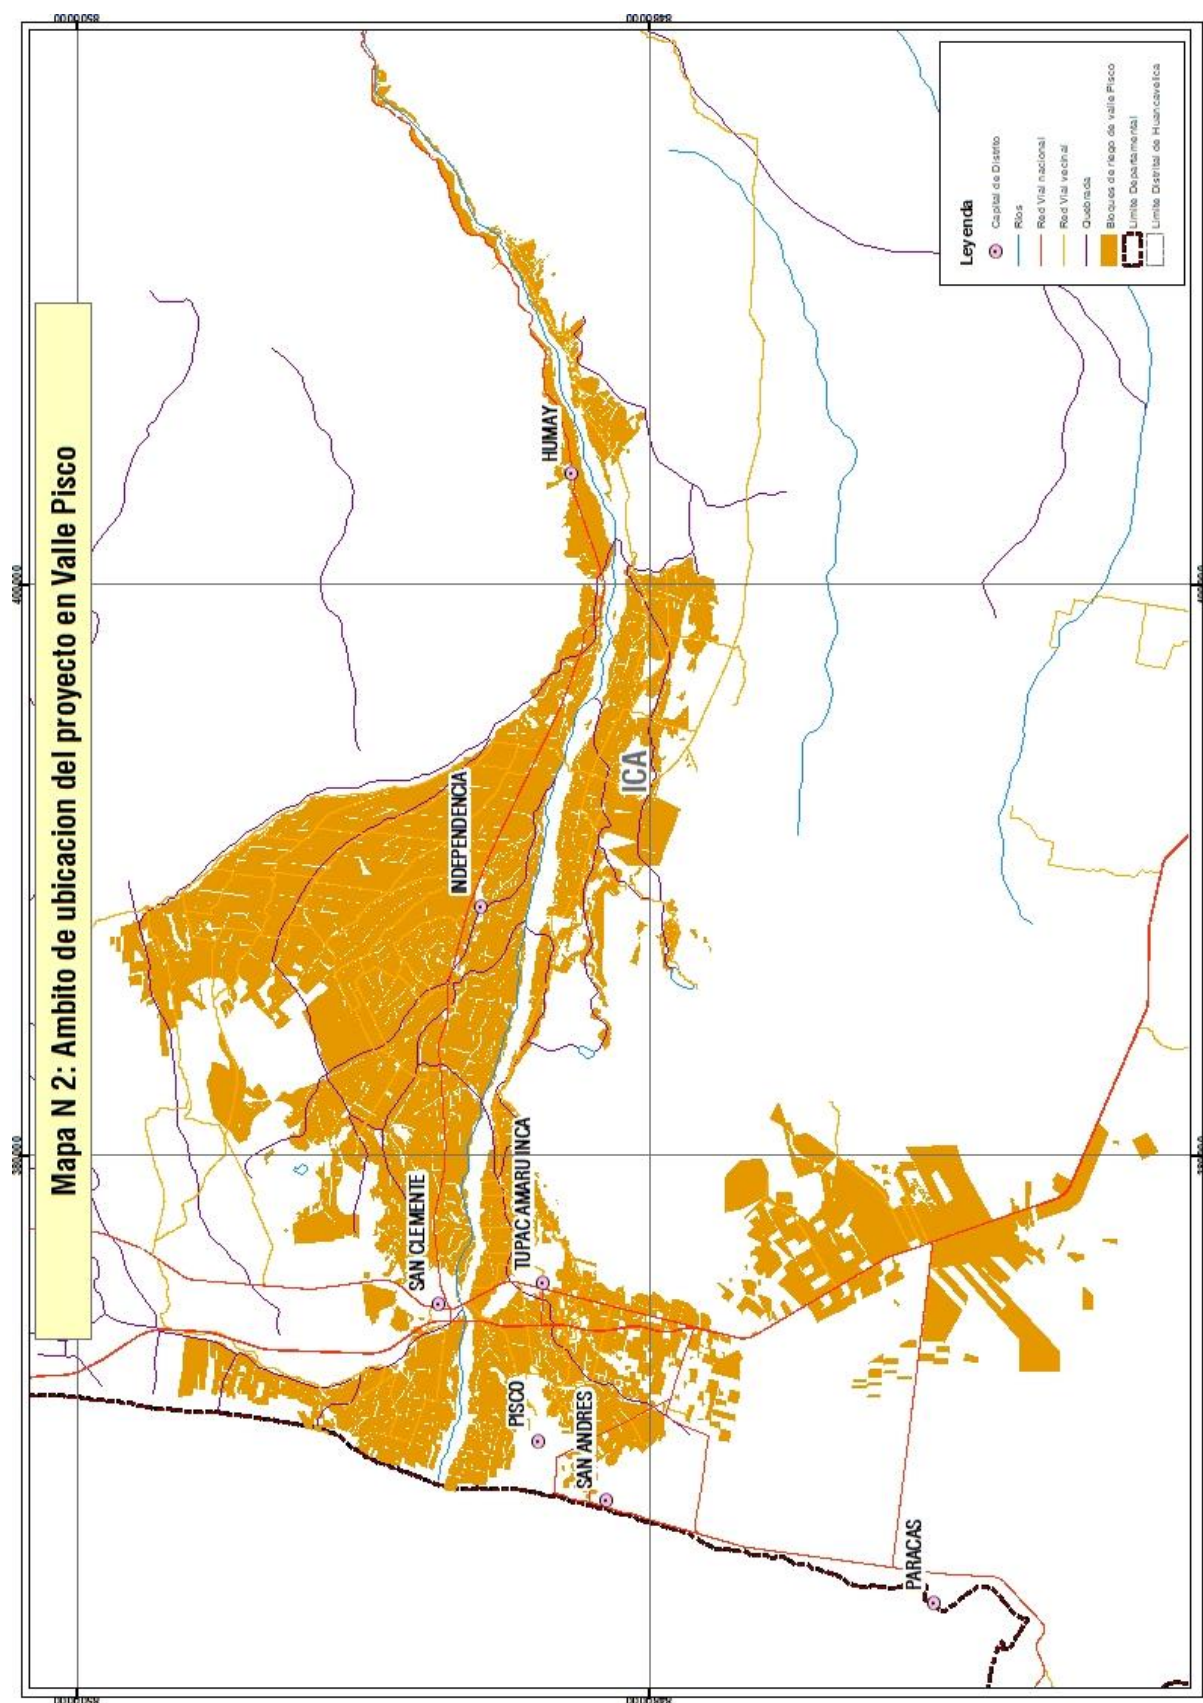 Mapa N 2: Ambito de ubicacion del proyecto en Valle Pisco
400000
380000
HUMAY
INDEPENDENCIA
ICA
SAN CLEMENTE
TUPAC AMARU INCA
PISCO
SAN ANDRES
PARACAS
Leyenda
Capital de Distrito
Rios
Red Vial nacional
Red Vial vecinal
Quebrada
Bloques de riego de valle Pisco
Limite Departamental
Limite Distrital de Huancavelica